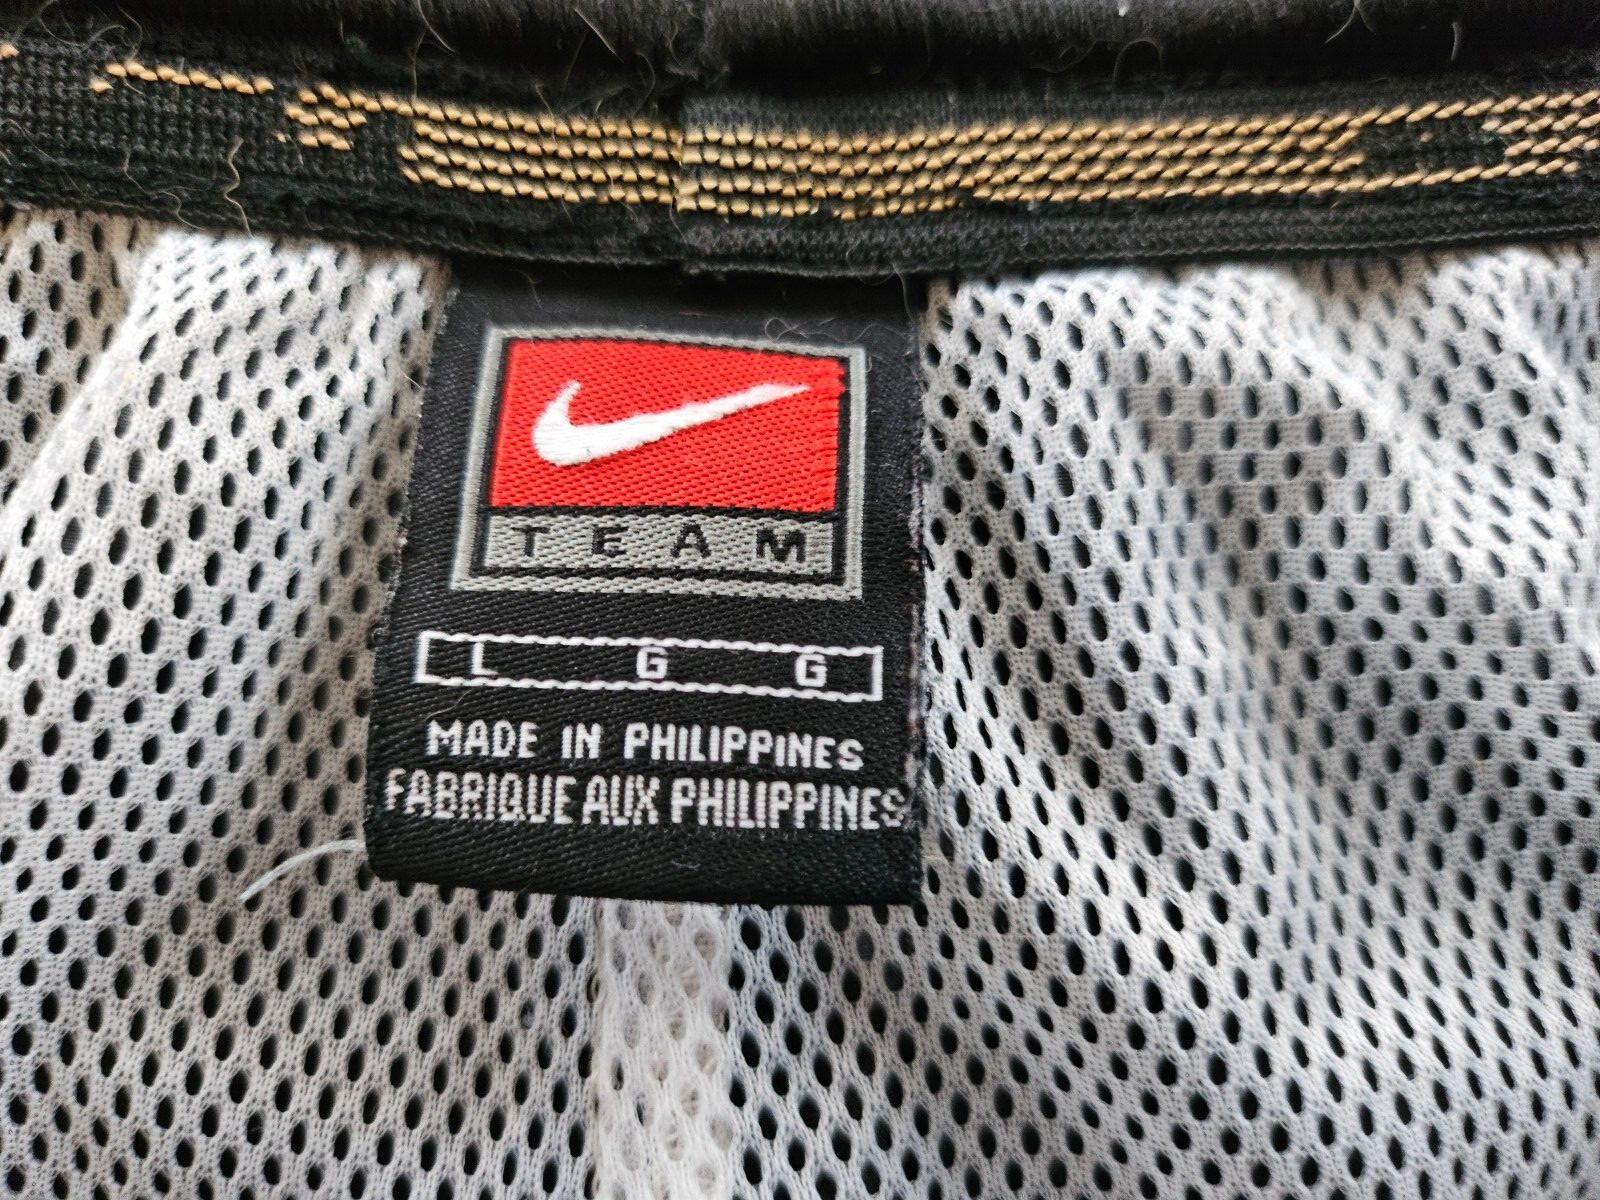 TEAM
L G G
MADE IN PHILIPPINES
FABRIQUE AUX PHILIPPINES